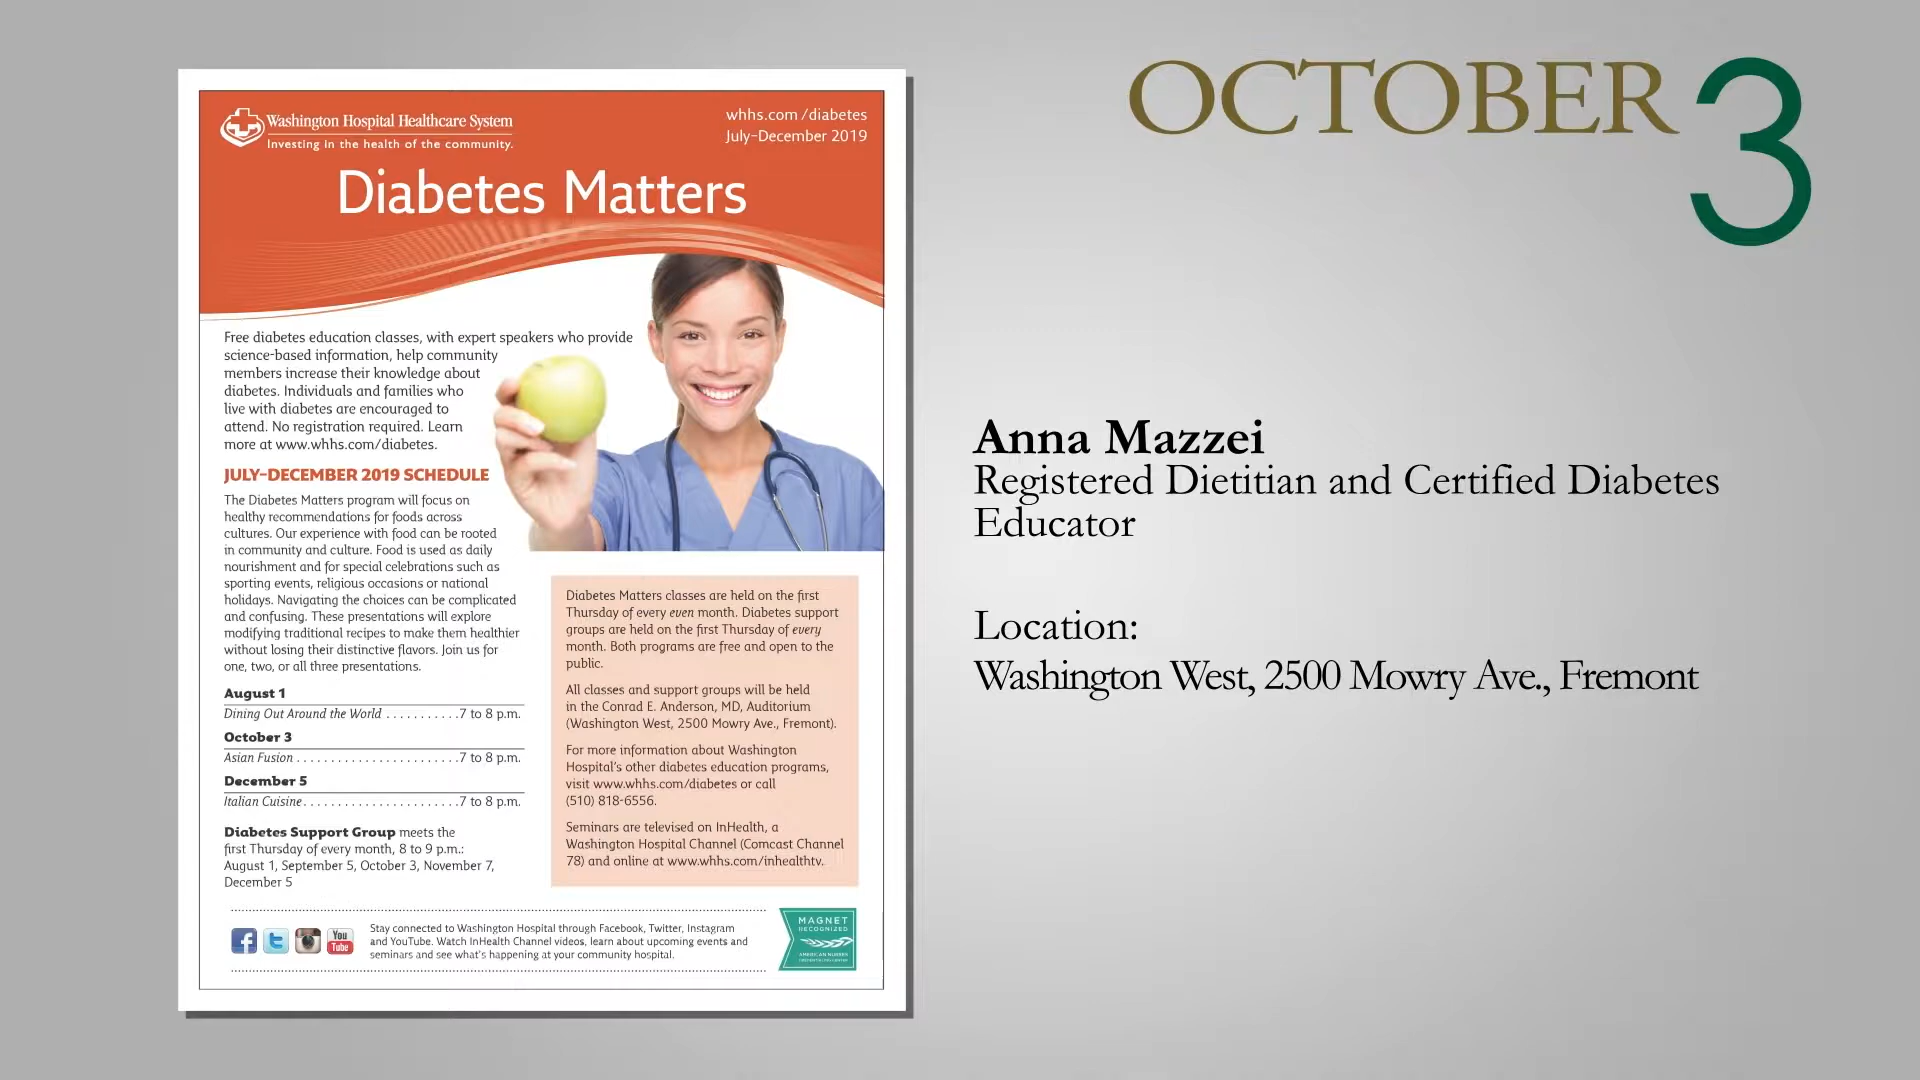 Washington Hospital Healthcare System
Investing in the health of the community.
whhs.com /diabetes
July–December 2019
Diabetes Matters
Free diabetes education classes, with expert speakers who provide
science-based information, help community
members increase their knowledge about
diabetes. Individuals and families who
live with diabetes are encouraged to
attend. No registration required. Learn
more at www.whhs.com/diabetes.
JULY–DECEMBER 2019 SCHEDULE
The Diabetes Matters program will focus on
healthy recommendations for foods across
cultures. Our experience with food can be rooted
in community and culture. Food is used as daily
nourishment and for special celebrations such as
sporting events, religious occasions or national
holidays. Navigating the choices can be complicated
and confusing. These presentations will explore
modifying traditional recipes to make them healthier
without losing their distinctive flavors. Join us for
one, two, or all three presentations.
August 1
Dining Out Around the World . . . . . . . . . . .7 to 8 p.m.
October 3
Asian Fusion . . . . . . . . . . . . . . . . . . . . . . . .7 to 8 p.m.
December 5
Italian Cuisine. . . . . . . . . . . . . . . . . . . . . . .7 to 8 p.m.
Diabetes Support Group meets the
first Thursday of every month, 8 to 9 p.m.:
August 1, September 5, October 3, November 7,
December 5
Diabetes Matters classes are held on the first
Thursday of every even month. Diabetes support
groups are held on the first Thursday of every
month. Both programs are free and open to the
public.
All classes and support groups will be held
in the Conrad E. Anderson, MD, Auditorium
(Washington West, 2500 Mowry Ave., Fremont).
For more information about Washington
Hospital's other diabetes education programs,
visit www.whhs.com/diabetes or call
(510) 818-6556.
Seminars are televised on InHealth, a
Washington Hospital Channel (Comcast Channel
78) and online at www.whhs.com/inhealthtv.
You
Tube
Stay connected to Washington Hospital through Facebook, Twitter, Instagram
and YouTube. Watch InHealth Channel videos, learn about upcoming events and
seminars and see what's happening at your community hospital.
MAGNET
RECOGNIZED
AMERICAN NURSES
CREDENTIALING CENTER
OCTOBER 3
Anna Mazzei
Registered Dietitian and Certified Diabetes
Educator
Location:
Washington West, 2500 Mowry Ave., Fremont